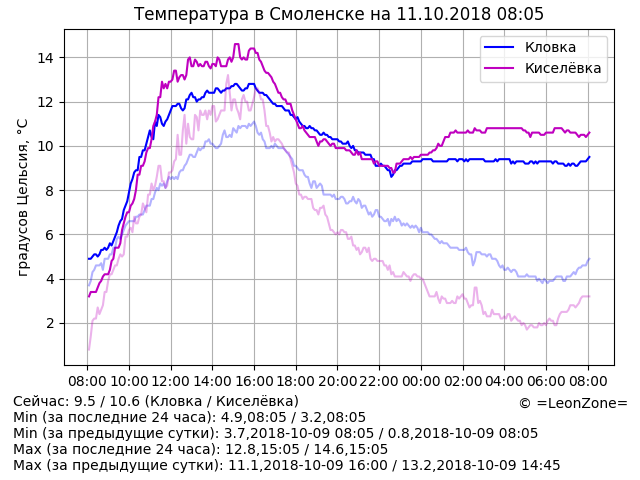 Температура в Смоленске на 11.10.2018 08:05
Кловка
Киселёвка
градусов Цельсия, °C
14
12
10
8
6
4
2
08:00 10:00 12:00 14:00 16:00 18:00 20:00 22:00 00:00 02:00 04:00 06:00 08:00
Сейчас: 9.5 / 10.6 (Кловка / Киселёвка)
© =LeonZone=
Min (за последние 24 часа): 4.9,08:05 / 3.2,08:05
Min (за предыдущие сутки): 3.7,2018-10-09 08:05 / 0.8,2018-10-09 08:05
Max (за последние 24 часа): 12.8,15:05 / 14.6,15:05
Max (за предыдущие сутки): 11.1,2018-10-09 16:00 / 13.2,2018-10-09 14:45